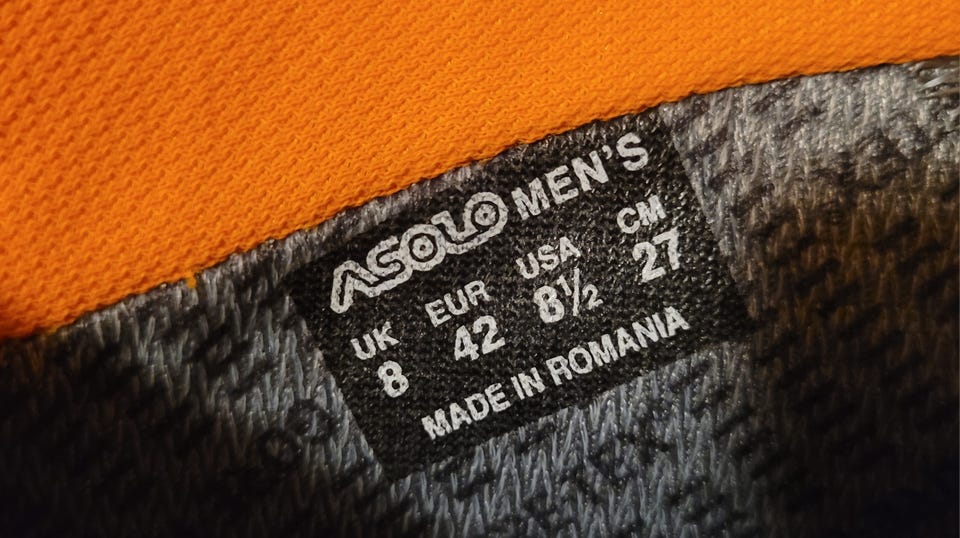 ASOLO MEN'S
UK EUR USA CM
8 42 8½ 27
MADE IN ROMANIA